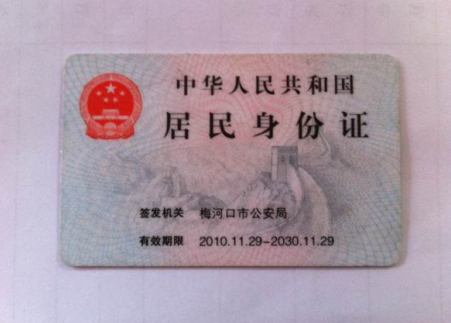 中华人民共和国
居民身份证
签发机关 梅河口市公安局
有效期限 2010.11.29-2030.11.29